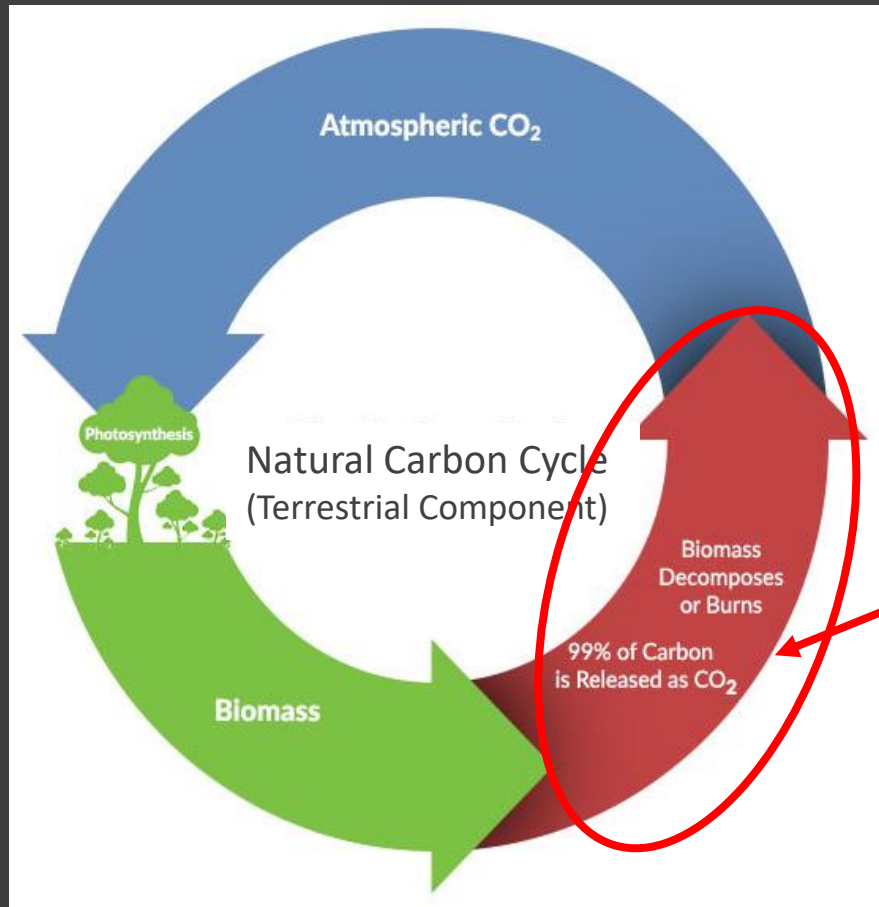 Atmospheric CO₂
Photosynthesis
Natural Carbon Cycle
(Terrestrial Component)
Biomass
Decomposes
or Burns
99% of Carbon
is Released as CO₂
Biomass